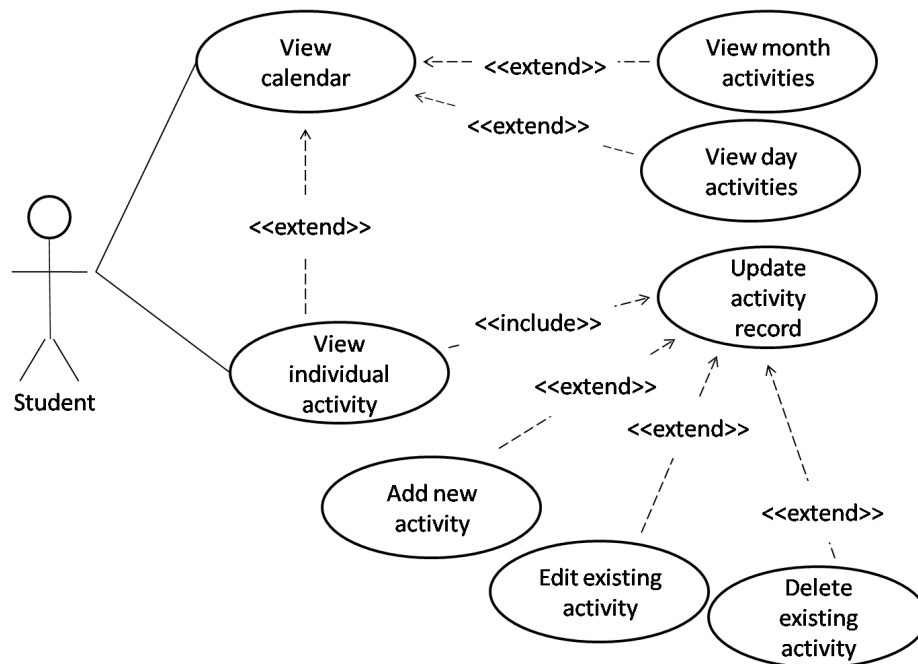 View
calendar
<<extend>>
View month
activities
<<extend>>
View day
activities
<<extend>>
Update
activity
record
<<include>>
View
individual
activity
Student
<<extend>>
<<extend>>
Add new
activity
<<extend>>
Edit existing
activity
Delete
existing
activity